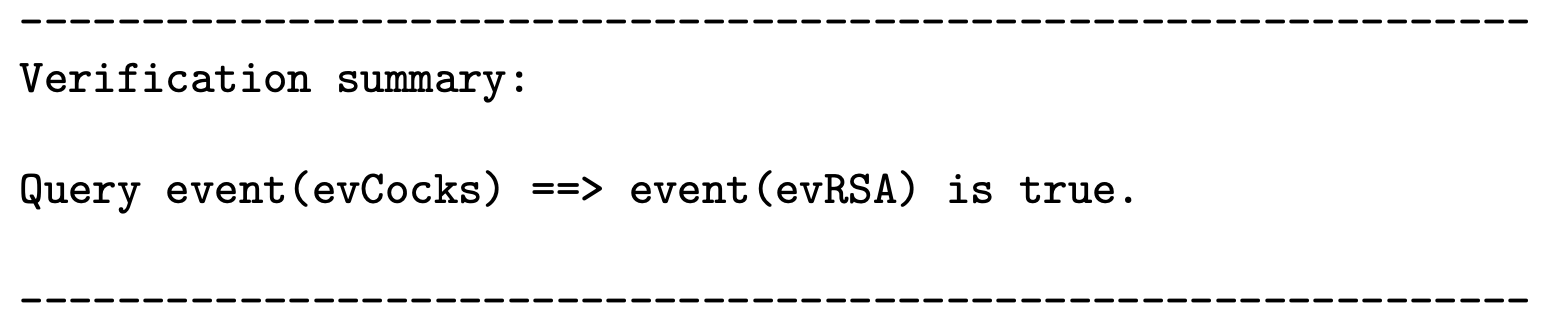 --------------------------------------------------------------
Verification summary:
Query event(evCocks) ==> event(evRSA) is true.
--------------------------------------------------------------